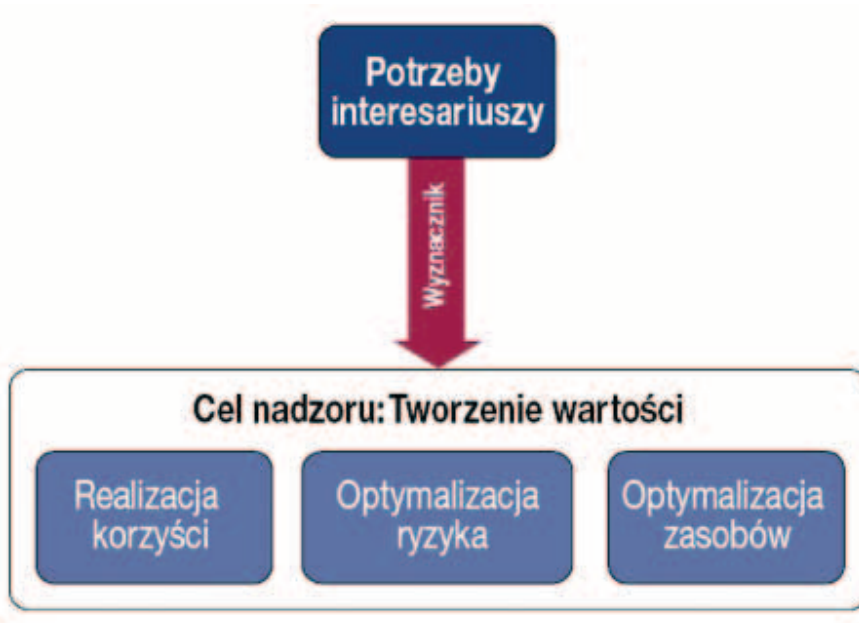 Potrzeby
interesariuszy
Wyznacznik
Cel nadzoru: Tworzenie wartości
Realizacja
korzyści
Optymalizacja
ryzyka
Optymalizacja
zasobów